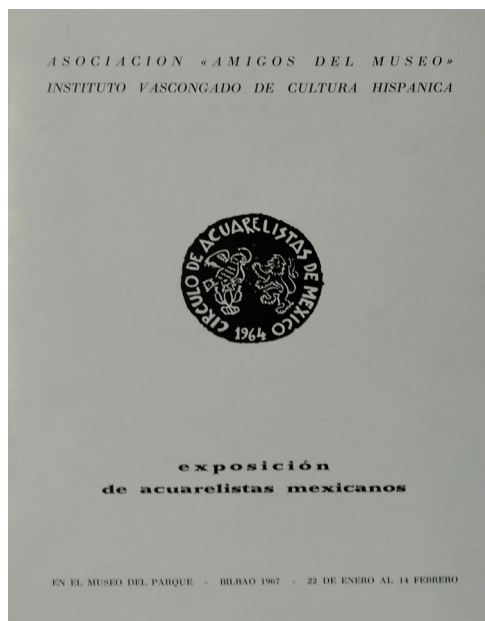 ASOCIACION «AMIGOS DEL MUSEO»
INSTITUTO VASCONGADO DE CULTURA HISPANICA
CIRCULO DE ACUARELISTAS DE MEXICO
1964
exposición
de acuarelistas mexicanos
EN EL MUSEO DEL PARQUE - BILBAO 1967 - 22 DE ENERO AL 14 FEBRERO